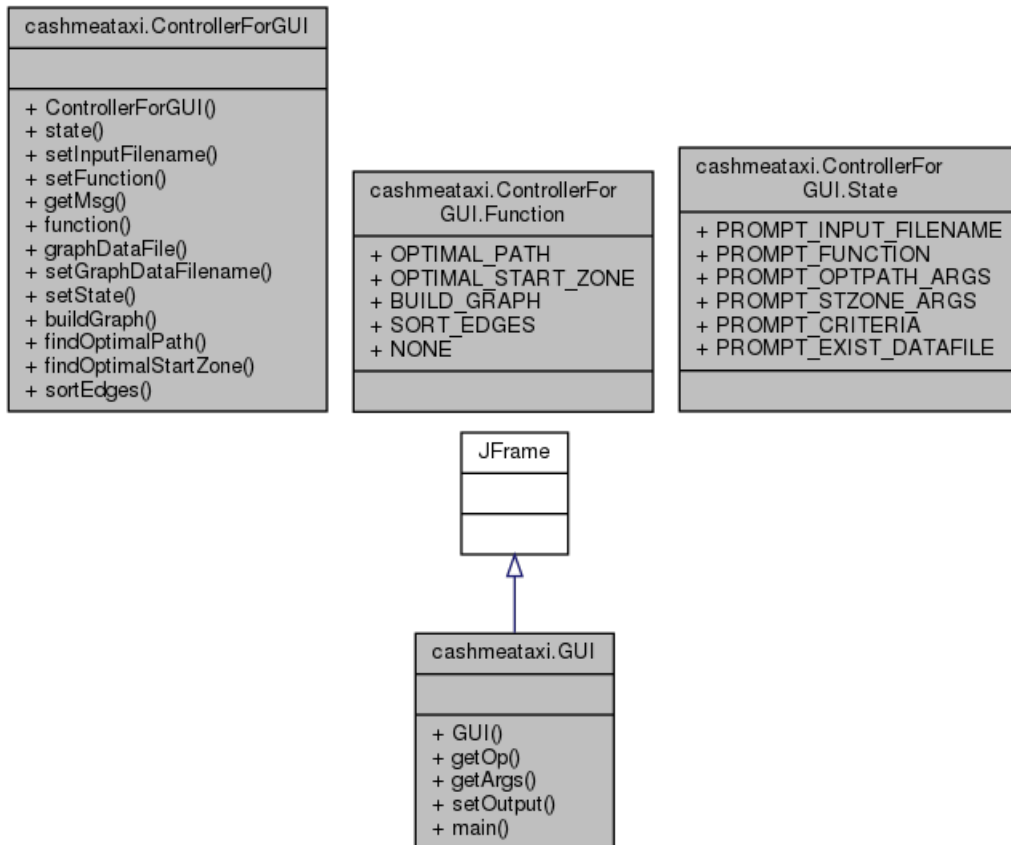 cashmeataxi.ControllerForGUI
+ ControllerForGUI()
+ state()
+ setInputFilename()
+ setFunction()
+ getMsg()
+ function()
+ graphDataFile()
+ setGraphDataFilename()
+ setState()
+ buildGraph()
+ findOptimalPath()
+ findOptimalStartZone()
+ sortEdges()
cashmeataxi.ControllerFor
GUI.Function
+ OPTIMAL_PATH
+ OPTIMAL_START_ZONE
+ BUILD_GRAPH
+ SORT_EDGES
+ NONE
cashmeataxi.ControllerFor
GUI.State
+ PROMPT_INPUT_FILENAME
+ PROMPT_FUNCTION
+ PROMPT_OPTPATH_ARGS
+ PROMPT_STZONE_ARGS
+ PROMPT_CRITERIA
+ PROMPT_EXIST_DATAFILE
JFrame
cashmeataxi.GUI
+ GUI()
+ getOp()
+ getArgs()
+ setOutput()
+ main()